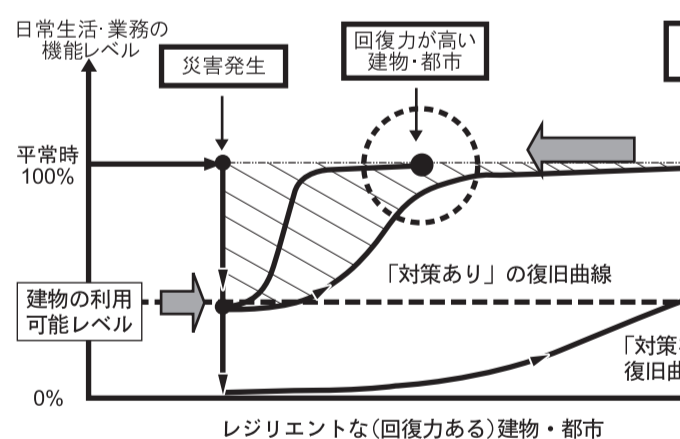 日常生活･業務の
機能レベル
災害発生
回復力が高い
建物･都市
平常時
100%
「対策あり」の復旧曲線
建物の利用
可能レベル
「対策
復旧曲
0%
レジリエントな(回復力ある)建物・都市